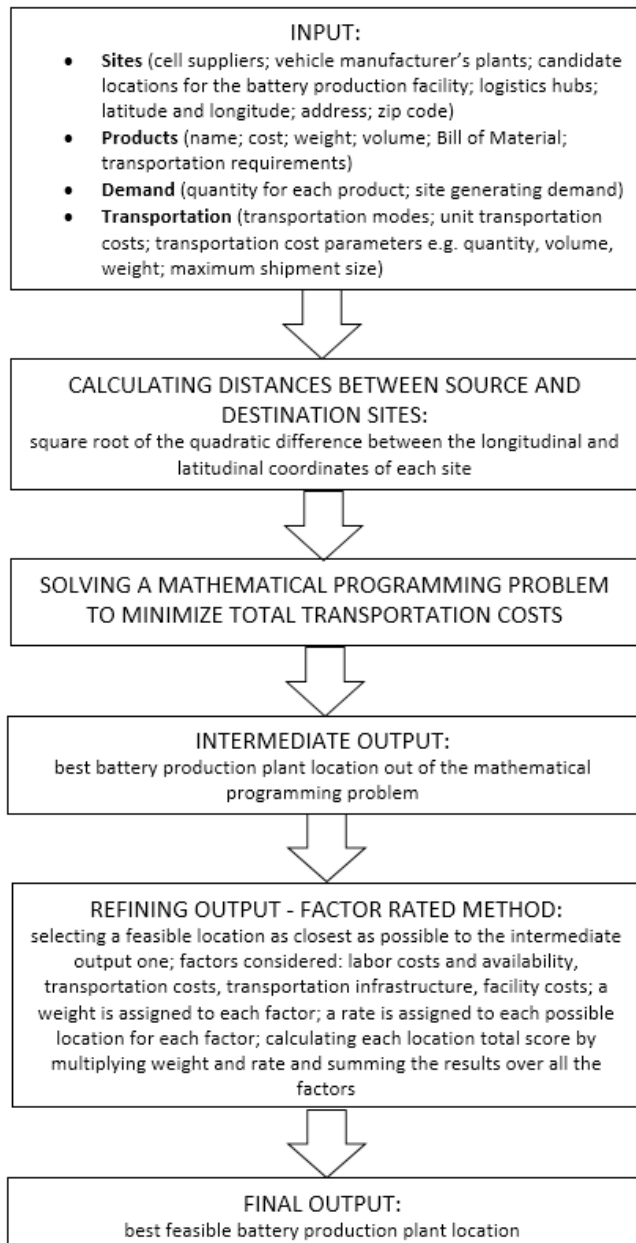 INPUT:
• Sites (cell suppliers; vehicle manufacturer's plants; candidate
locations for the battery production facility; logistics hubs;
latitude and longitude; address; zip code)
• Products (name; cost; weight; volume; Bill of Material;
transportation requirements)
• Demand (quantity for each product; site generating demand)
• Transportation (transportation modes; unit transportation
costs; transportation cost parameters e.g. quantity, volume,
weight; maximum shipment size)
CALCULATING DISTANCES BETWEEN SOURCE AND
DESTINATION SITES:
square root of the quadratic difference between the longitudinal and
latitudinal coordinates of each site
SOLVING A MATHEMATICAL PROGRAMMING PROBLEM
TO MINIMIZE TOTAL TRANSPORTATION COSTS
INTERMEDIATE OUTPUT:
best battery production plant location out of the mathematical
programming problem
REFINING OUTPUT - FACTOR RATED METHOD:
selecting a feasible location as closest as possible to the intermediate
output one; factors considered: labor costs and availability,
transportation costs, transportation infrastructure, facility costs; a
weight is assigned to each factor; a rate is assigned to each possible
location for each factor; calculating each location total score by
multiplying weight and rate and summing the results over all the
factors
FINAL OUTPUT:
best feasible battery production plant location